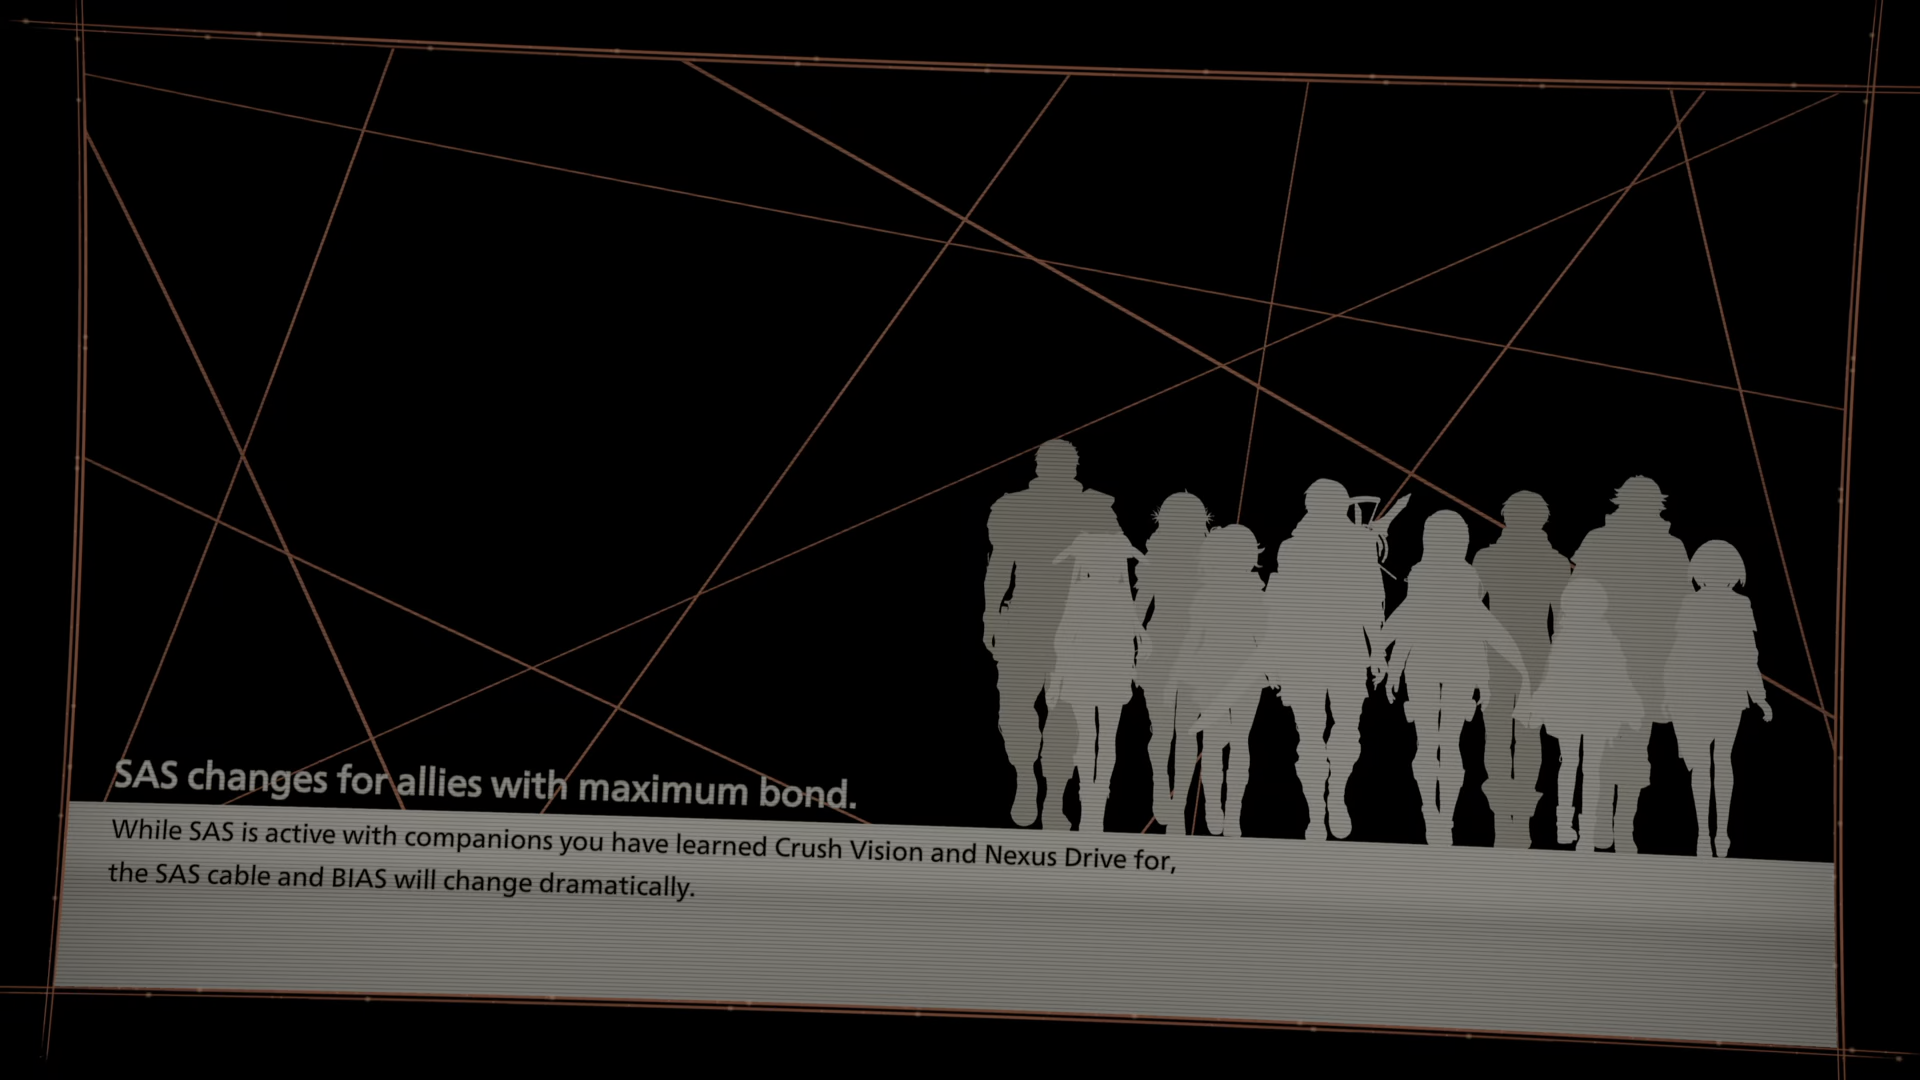 SAS changes for allies with maximum bond.
While SAS is active with companions you have learned Crush Vision and Nexus Drive for,
the SAS cable and BIAS will change dramatically.